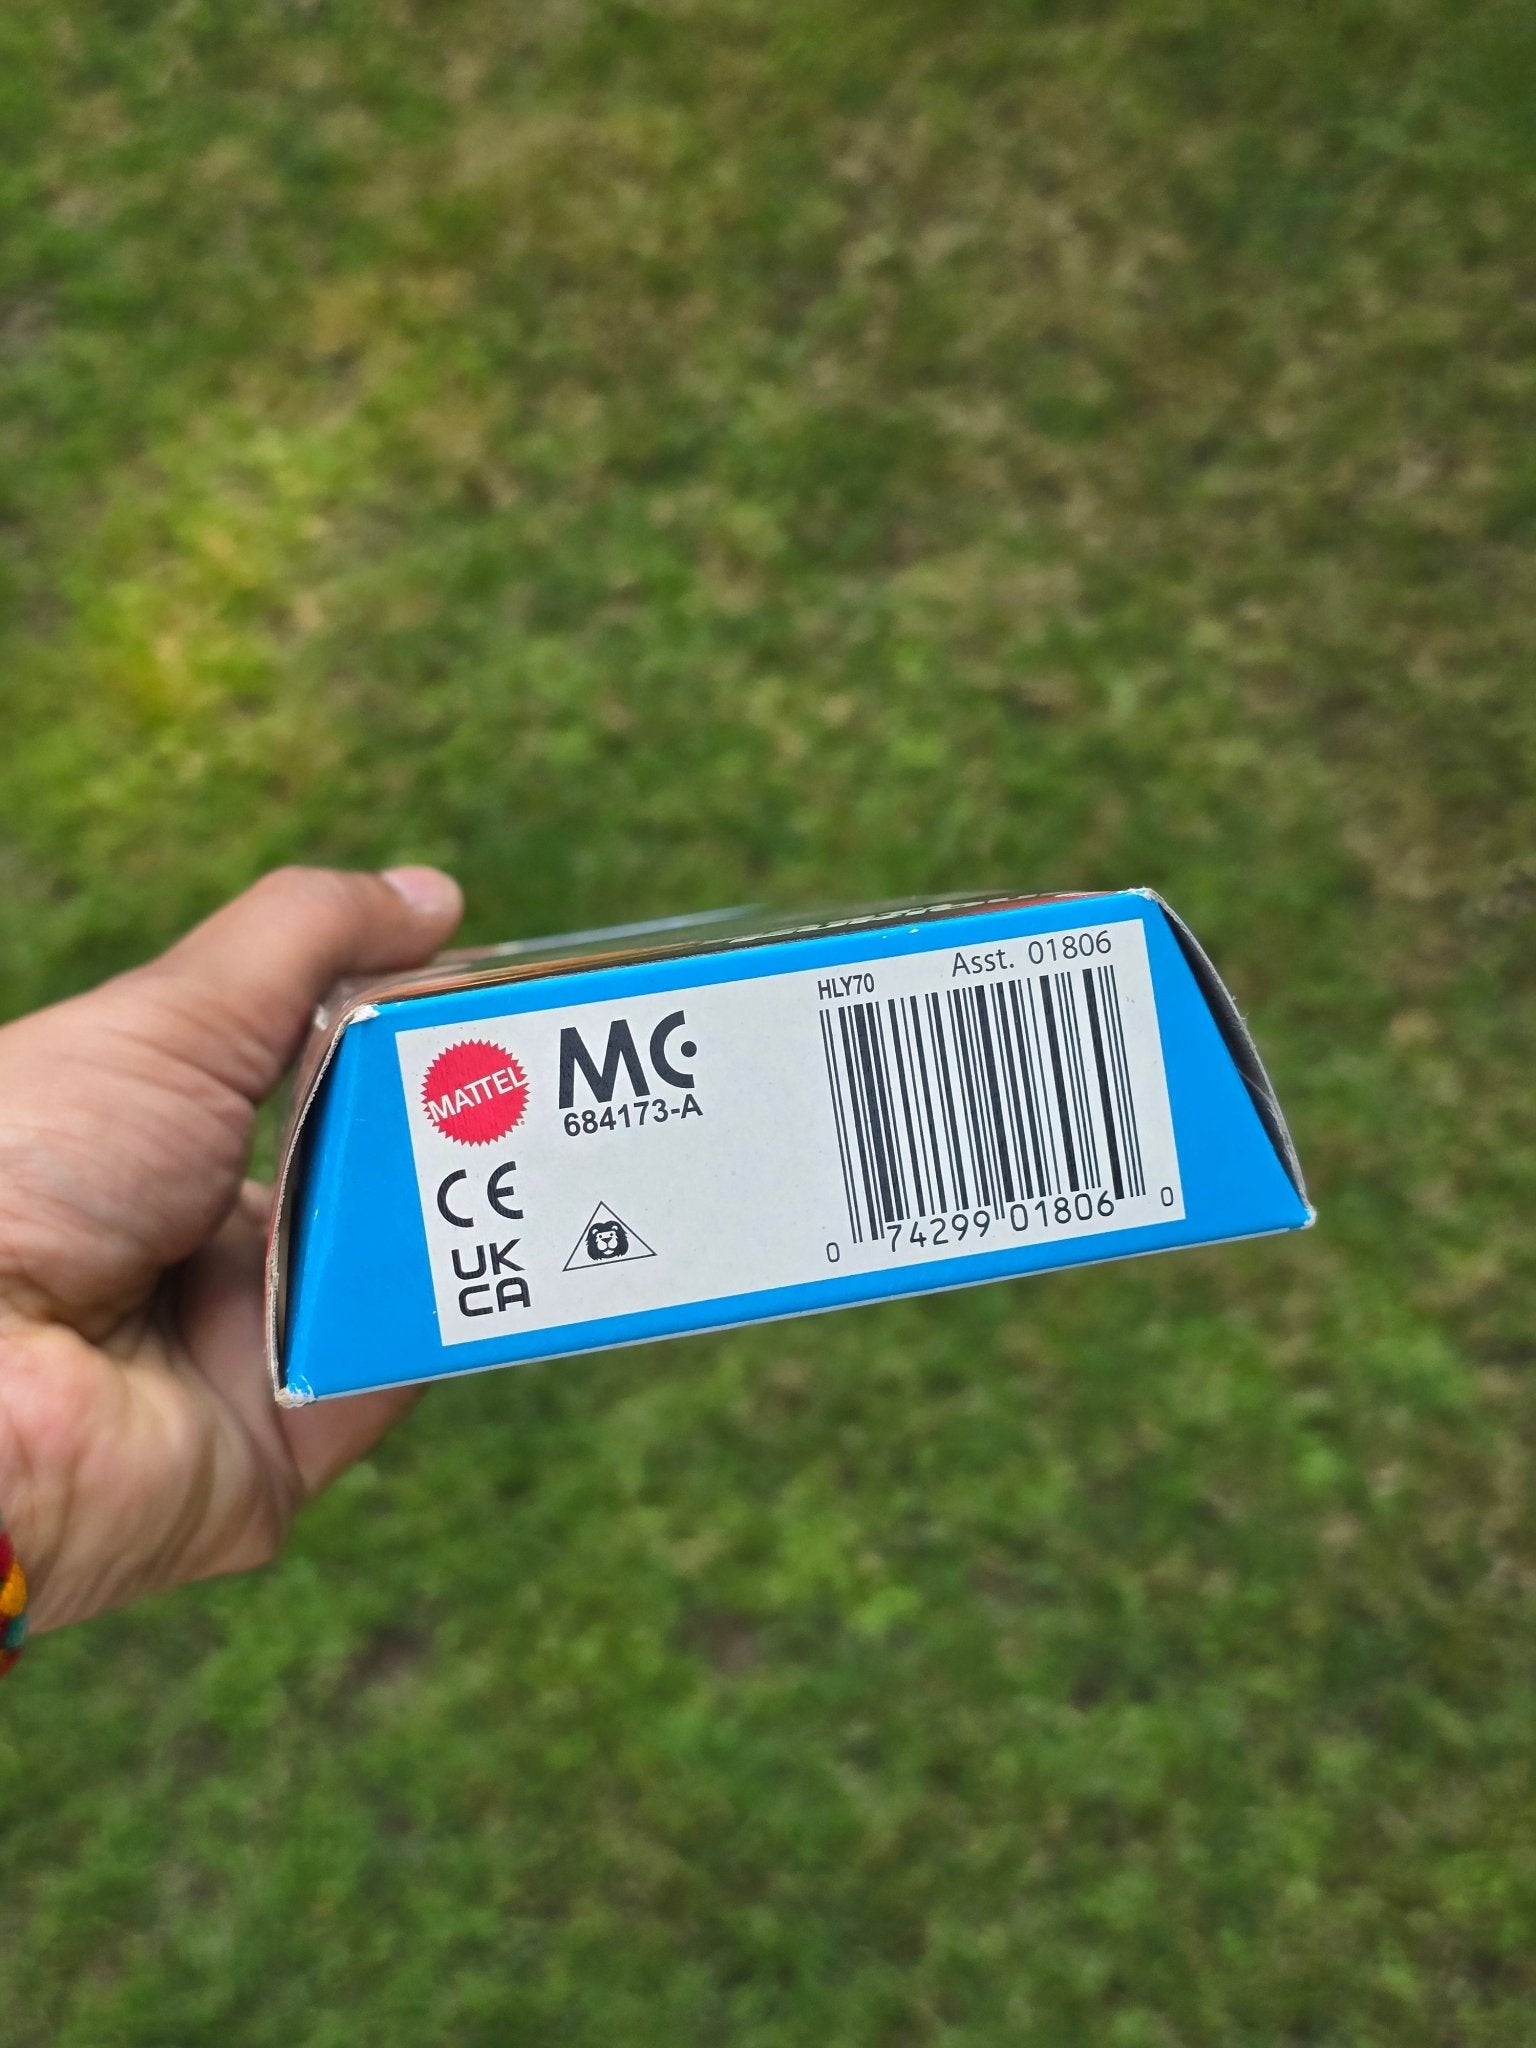 MATTEL
MC
684173-A
CE
UK
CA
HLY70
Asst. 01806
0 74299 01806 0